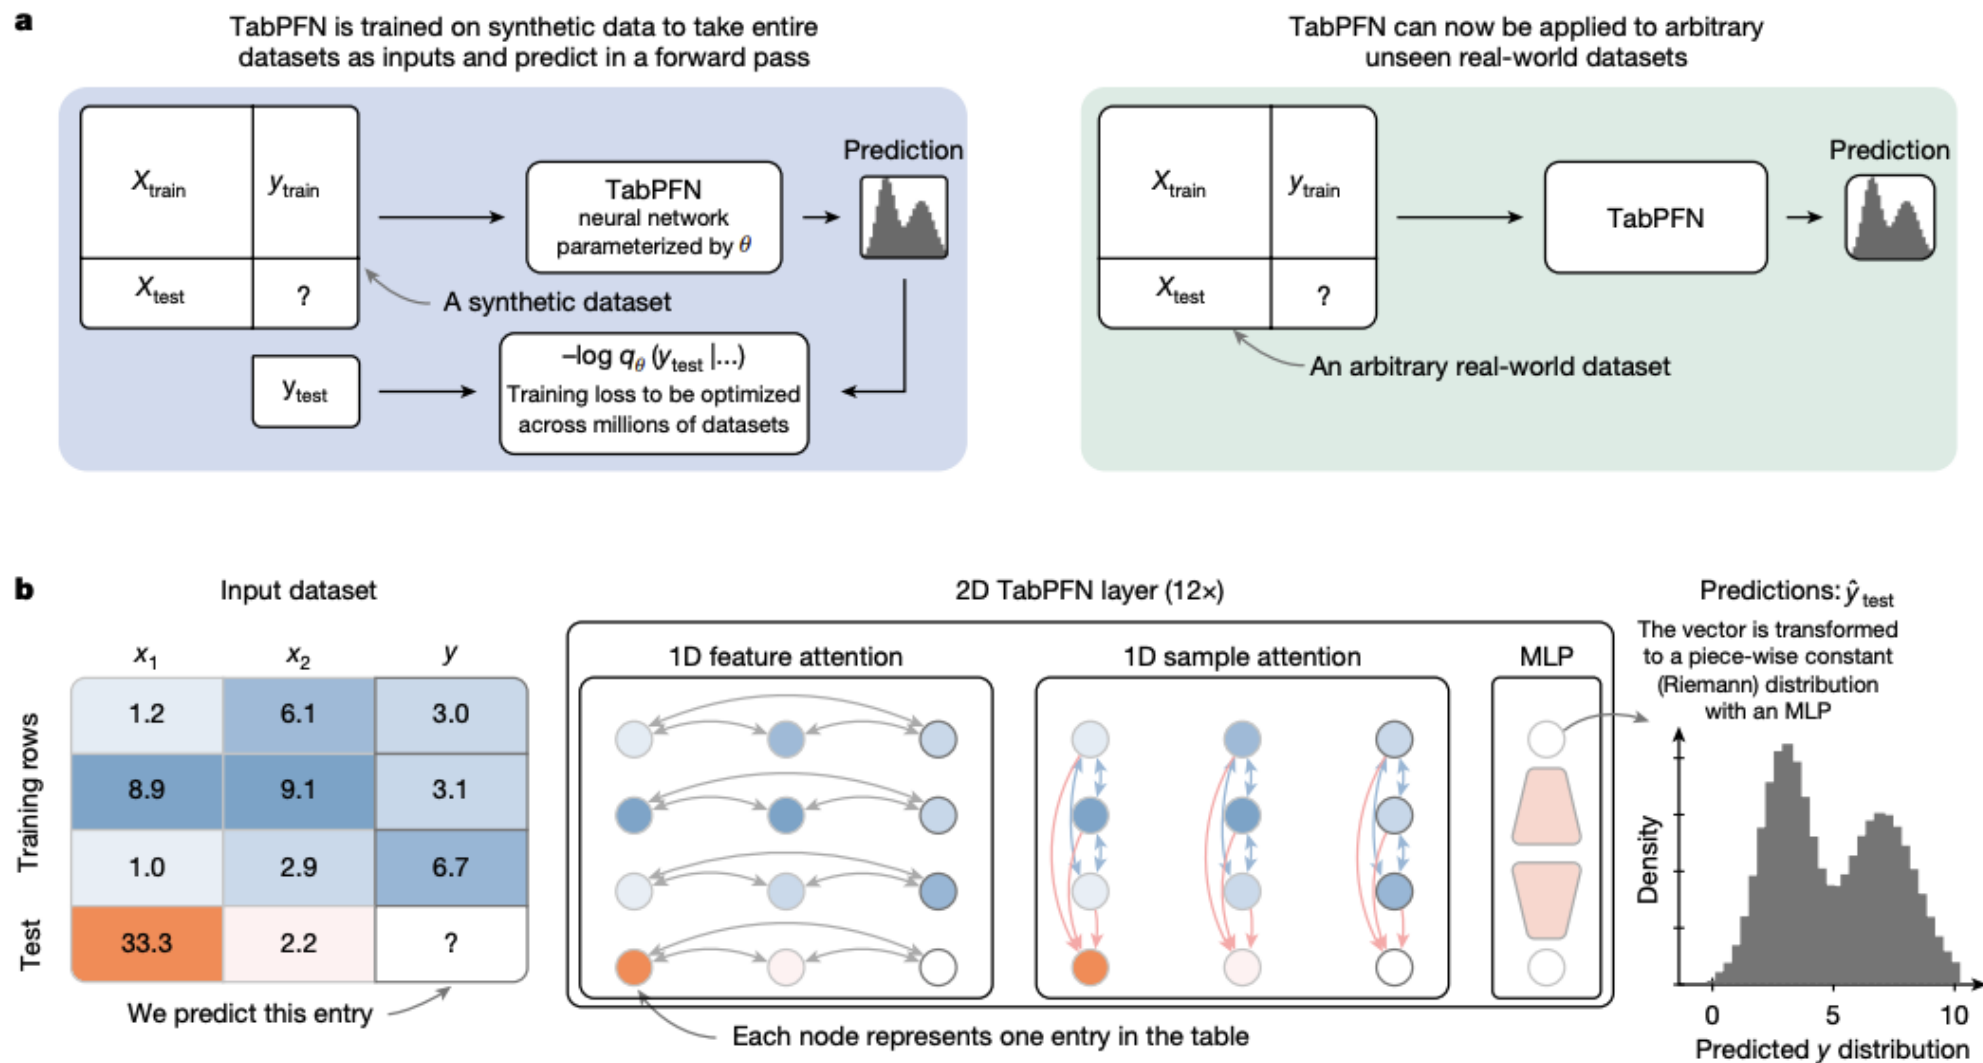 a
TabPFN is trained on synthetic data to take entire
datasets as inputs and predict in a forward pass
X_train
y_train
X_test
?
A synthetic dataset
TabPFN
neural network
parameterized by θ
Prediction
y_test
–log q_θ (y_test |...)
Training loss to be optimized
across millions of datasets
TabPFN can now be applied to arbitrary
unseen real-world datasets
X_train
y_train
X_test
?
An arbitrary real-world dataset
TabPFN
Prediction
b
Input dataset
x_1 x_2 y
Training rows
1.2 6.1 3.0
8.9 9.1 3.1
1.0 2.9 6.7
Test
33.3 2.2 ?
We predict this entry
2D TabPFN layer (12×)
1D feature attention
1D sample attention
MLP
Each node represents one entry in the table
Predictions: ŷ_test
The vector is transformed
to a piece-wise constant
(Riemann) distribution
with an MLP
Density
0 5 10
Predicted y distribution